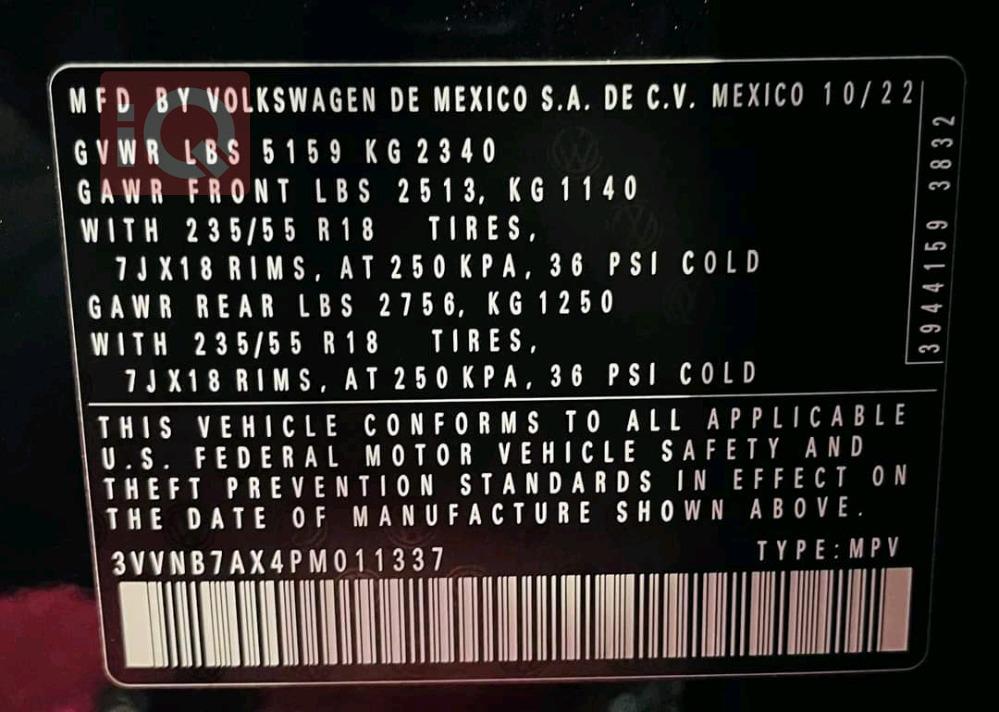 MFD BY VOLKSWAGEN DE MEXICO S.A. DE C.V. MEXICO 10/22
GVWR LBS 5159 KG 2340
GAWR FRONT LBS 2513, KG 1140
WITH 235/55 R18 TIRES,
7JX18 RIMS, AT 250 KPA, 36 PSI COLD
GAWR REAR LBS 2756, KG 1250
WITH 235/55 R18 TIRES,
7JX18 RIMS, AT 250 KPA, 36 PSI COLD
THIS VEHICLE CONFORMS TO ALL APPLICABLE
U.S. FEDERAL MOTOR VEHICLE SAFETY AND
THEFT PREVENTION STANDARDS IN EFFECT ON
THE DATE OF MANUFACTURE SHOWN ABOVE.
3VVNB7AX4PM011337 TYPE:MPV
3944159 3832
iQ